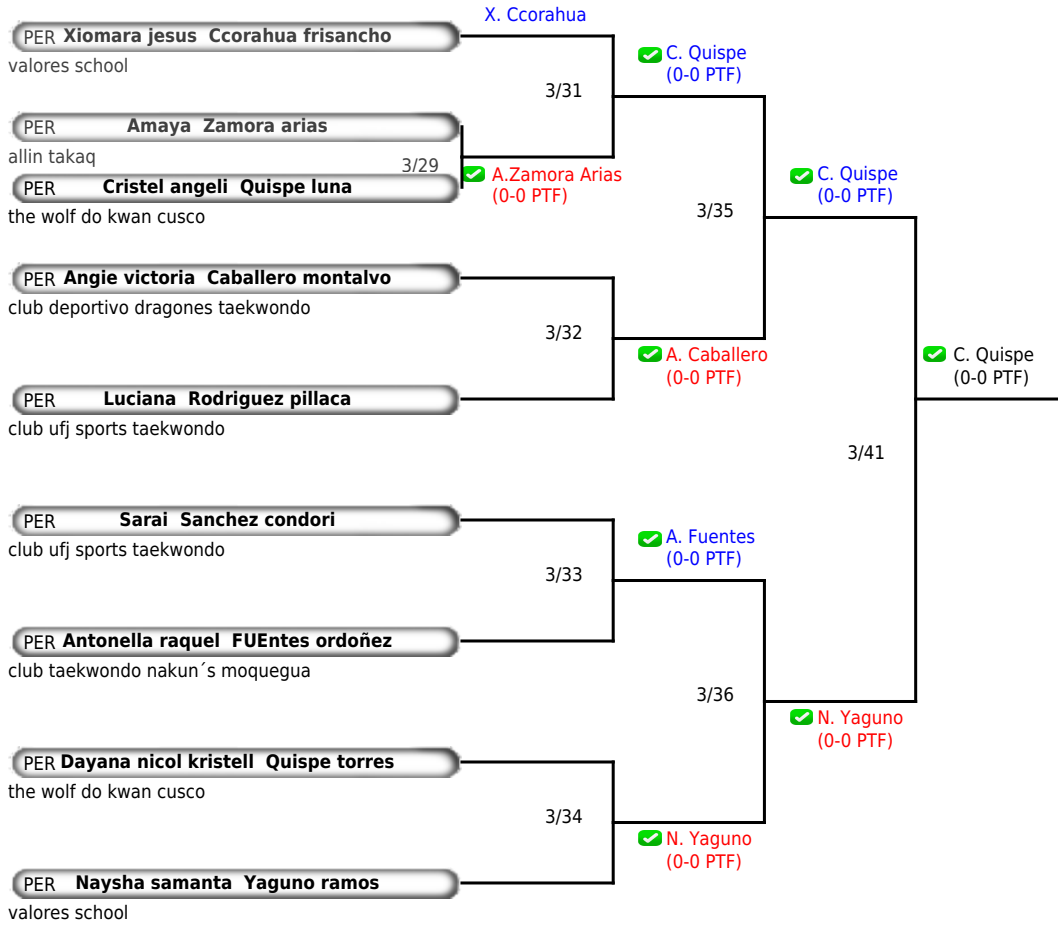 X. Ccorahua
PER Xiomara jesus Ccorahua frisancho
valores school
C. Quispe
(0-0 PTF)
3/31
PER Amaya Zamora arias
allin takaq
3/29
A.Zamora Arias
(0-0 PTF)
PER Cristel angeli Quispe luna
the wolf do kwan cusco
C. Quispe
(0-0 PTF)
3/35
PER Angie victoria Caballero montalvo
club deportivo dragones taekwondo
3/32
A. Caballero
(0-0 PTF)
C. Quispe
(0-0 PTF)
PER Luciana Rodriguez pillaca
club ufj sports taekwondo
3/41
PER Sarai Sanchez condori
club ufj sports taekwondo
A. Fuentes
(0-0 PTF)
3/33
PER Antonella raquel FUEntes ordoñez
club taekwondo nakun´s moquegua
3/36
N. Yaguno
(0-0 PTF)
PER Dayana nicol kristell Quispe torres
the wolf do kwan cusco
3/34
N. Yaguno
(0-0 PTF)
PER Naysha samanta Yaguno ramos
valores school